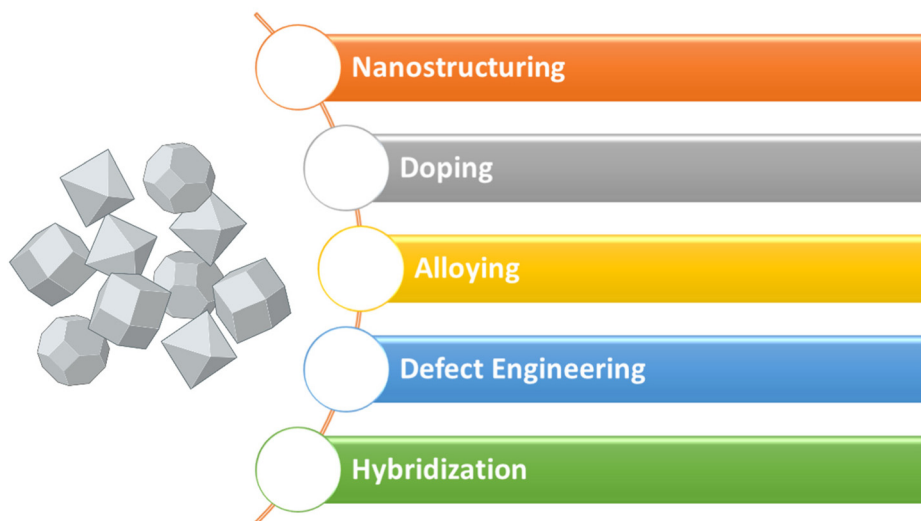 Nanostructuring
Doping
Alloying
Defect Engineering
Hybridization